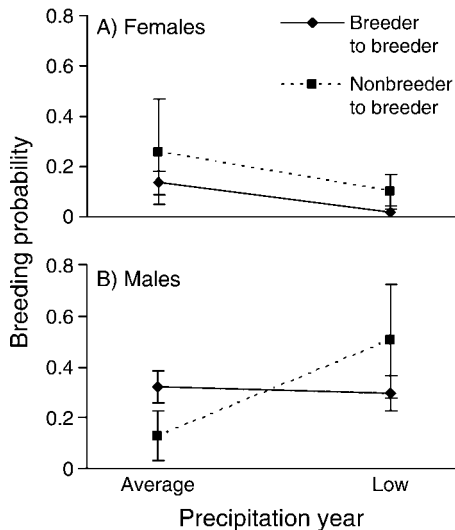 A) Females
Breeder
to breeder
Nonbreeder
to breeder
0.8
0.6
0.4
0.2
0
Breeding probability
B) Males
0.8
0.6
0.4
0.2
0
Average
Low
Precipitation year